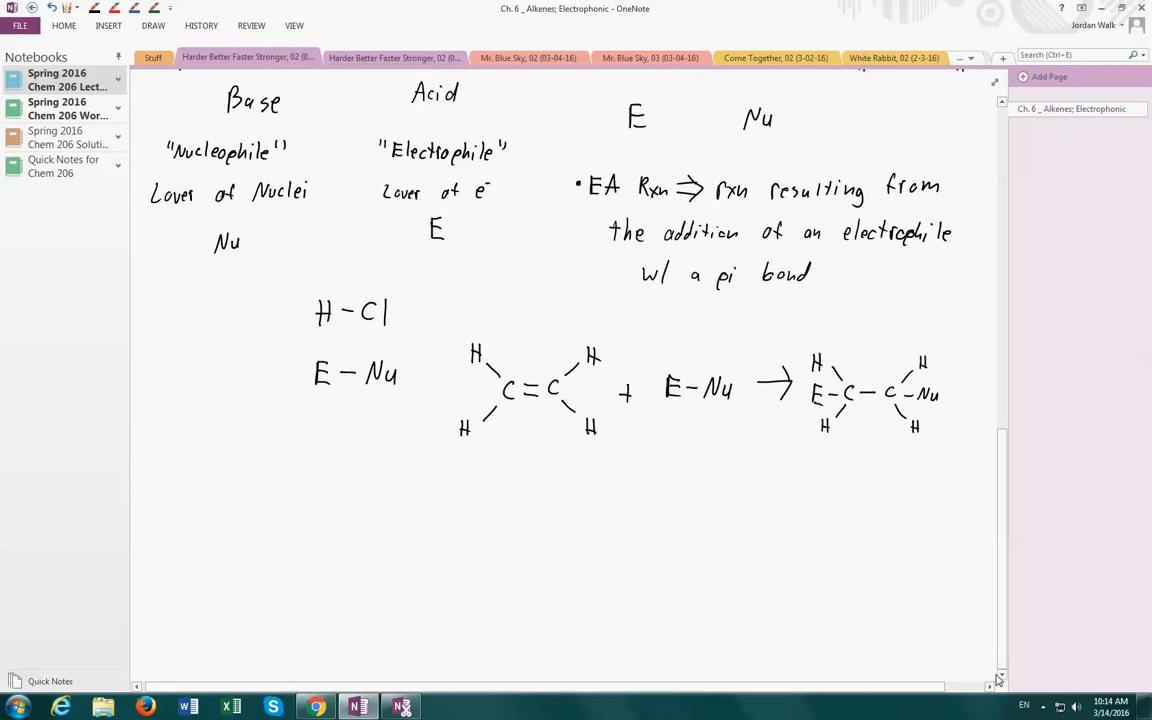 Ch. 6 _ Alkenes; Electrophonic - OneNote
Jordan Walk
FILE HOME INSERT DRAW HISTORY REVIEW VIEW
Notebooks
Stuff
Harder Better Faster Stronger, 02 (0...
Harder Better Faster Stronger, 02 (0...
Mr. Blue Sky, 02 (03-04-16)
Mr. Blue Sky, 03 (03-04-16)
Come Together, 02 (3-02-16)
White Rabbit, 02 (2-3-16)
Search This Notebook (Ctrl+E)
Spring 2016
Chem 206 Lect...
Spring 2016
Chem 206 Wor...
Spring 2016
Chem 206 Soluti...
Quick Notes for
Chem 206
Add Page
Ch. 6 _ Alkenes; Electrophonic
Base Acid
"Nucleophile" "Electrophile"
Lover of Nuclei Lover of e⁻
Nu E
E Nu
• EA Rxn ⇒ rxn resulting from
the addition of an electrophile
w/ a pi bond
H - Cl
E - Nu
H H
C = C + E - Nu → E - C - C - Nu
H H
H H
H H
Quick Notes
EN
10:14 AM
3/14/2016